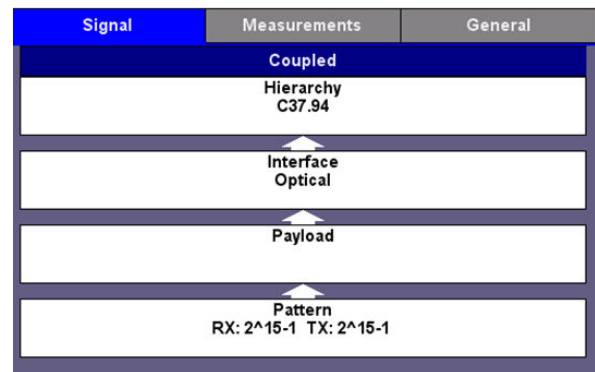 Signal Measurements General
Coupled
Hierarchy
C37.94
Interface
Optical
Payload
Pattern
RX: 2^15-1 TX: 2^15-1